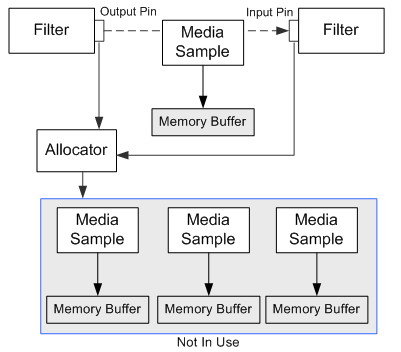 Filter
Output Pin
Media
Sample
Input Pin
Filter
Memory Buffer
Allocator
Media
Sample
Media
Sample
Media
Sample
Memory Buffer
Memory Buffer
Memory Buffer
Not In Use